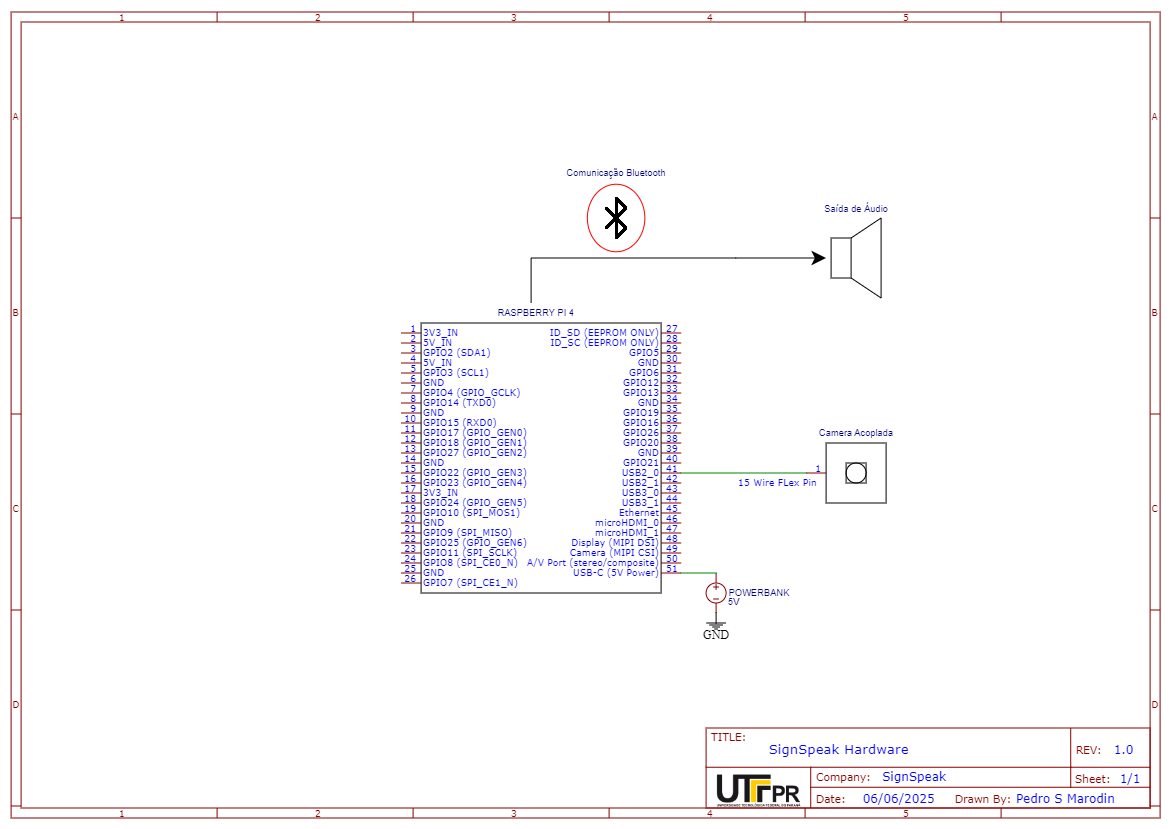 1 2 3 4 5
A A
B B
C C
D D
1 2 3 4 5
Comunicação Bluetooth
Saída de Áudio
RASPBERRY PI 4
1 3V3_IN
2 5V_IN
3 GPIO2 (SDA1)
4 5V_IN
5 GPIO3 (SCL1)
6 GND
7 GPIO4 (GPIO_GCLK)
8 GPIO14 (TXD0)
9 GND
10 GPIO15 (RXD0)
11 GPIO17 (GPIO_GEN0)
12 GPIO18 (GPIO_GEN1)
13 GPIO27 (GPIO_GEN2)
14 GND
15 GPIO22 (GPIO_GEN3)
16 GPIO23 (GPIO_GEN4)
17 3V3_IN
18 GPIO24 (GPIO_GEN5)
19 GPIO10 (SPI_MOS1)
20 GND
21 GPIO9 (SPI_MISO)
22 GPIO25 (GPIO_GEN6)
23 GPIO11 (SPI_SCLK)
24 GPIO8 (SPI_CE0_N)
25 GND
26 GPIO7 (SPI_CE1_N)
ID_SD (EEPROM ONLY) 27
ID_SC (EEPROM ONLY) 28
GPIO5 29
GND 30
GPIO6 31
GPIO12 32
GPIO13 33
GND 34
GPIO19 35
GPIO16 36
GPIO26 37
GPIO20 38
GND 39
GPIO21 40
USB2_0 41
USB2_1 42
USB3_0 43
USB3_1 44
Ethernet 45
microHDMI_0 46
microHDMI_1 47
Display (MIPI DSI) 48
Camera (MIPI CSI) 49
A/V Port (stereo/composite) 50
USB-C (5V Power) 51
Camera Acoplada
1
15 Wire FLex Pin
POWERBANK
5V
GND
TITLE:
SignSpeak Hardware
REV: 1.0
UTFPR
UNIVERSIDADE TECNOLÓGICA FEDERAL DO PARANÁ
Company: SignSpeak
Sheet: 1/1
Date: 06/06/2025 Drawn By: Pedro S Marodin